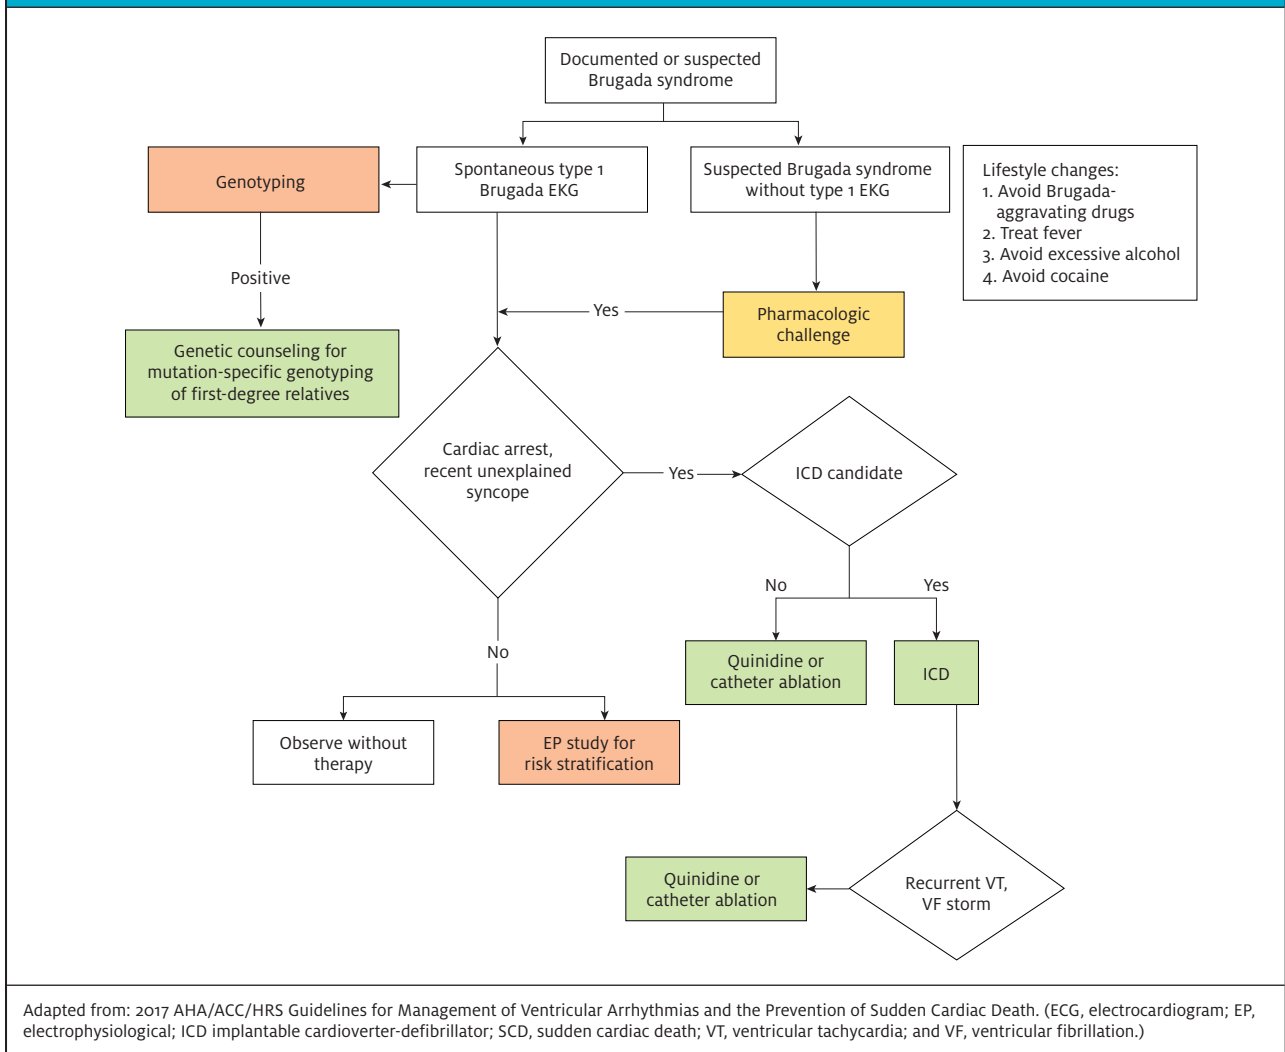 Documented or suspected
Brugada syndrome
Genotyping
Spontaneous type 1
Brugada EKG
Suspected Brugada syndrome
without type 1 EKG
Lifestyle changes:
1. Avoid Brugada-
aggravating drugs
2. Treat fever
3. Avoid excessive alcohol
4. Avoid cocaine
Positive
Yes
Pharmacologic
challenge
Genetic counseling for
mutation-specific genotyping
of first-degree relatives
Cardiac arrest,
recent unexplained
syncope
Yes
ICD candidate
No
Yes
Quinidine or
catheter ablation
ICD
No
Observe without
therapy
EP study for
risk stratification
Quinidine or
catheter ablation
Recurrent VT,
VF storm
Adapted from: 2017 AHA/ACC/HRS Guidelines for Management of Ventricular Arrhythmias and the Prevention of Sudden Cardiac Death. (ECG, electrocardiogram; EP,
electrophysiological; ICD implantable cardioverter-defibrillator; SCD, sudden cardiac death; VT, ventricular tachycardia; and VF, ventricular fibrillation.)